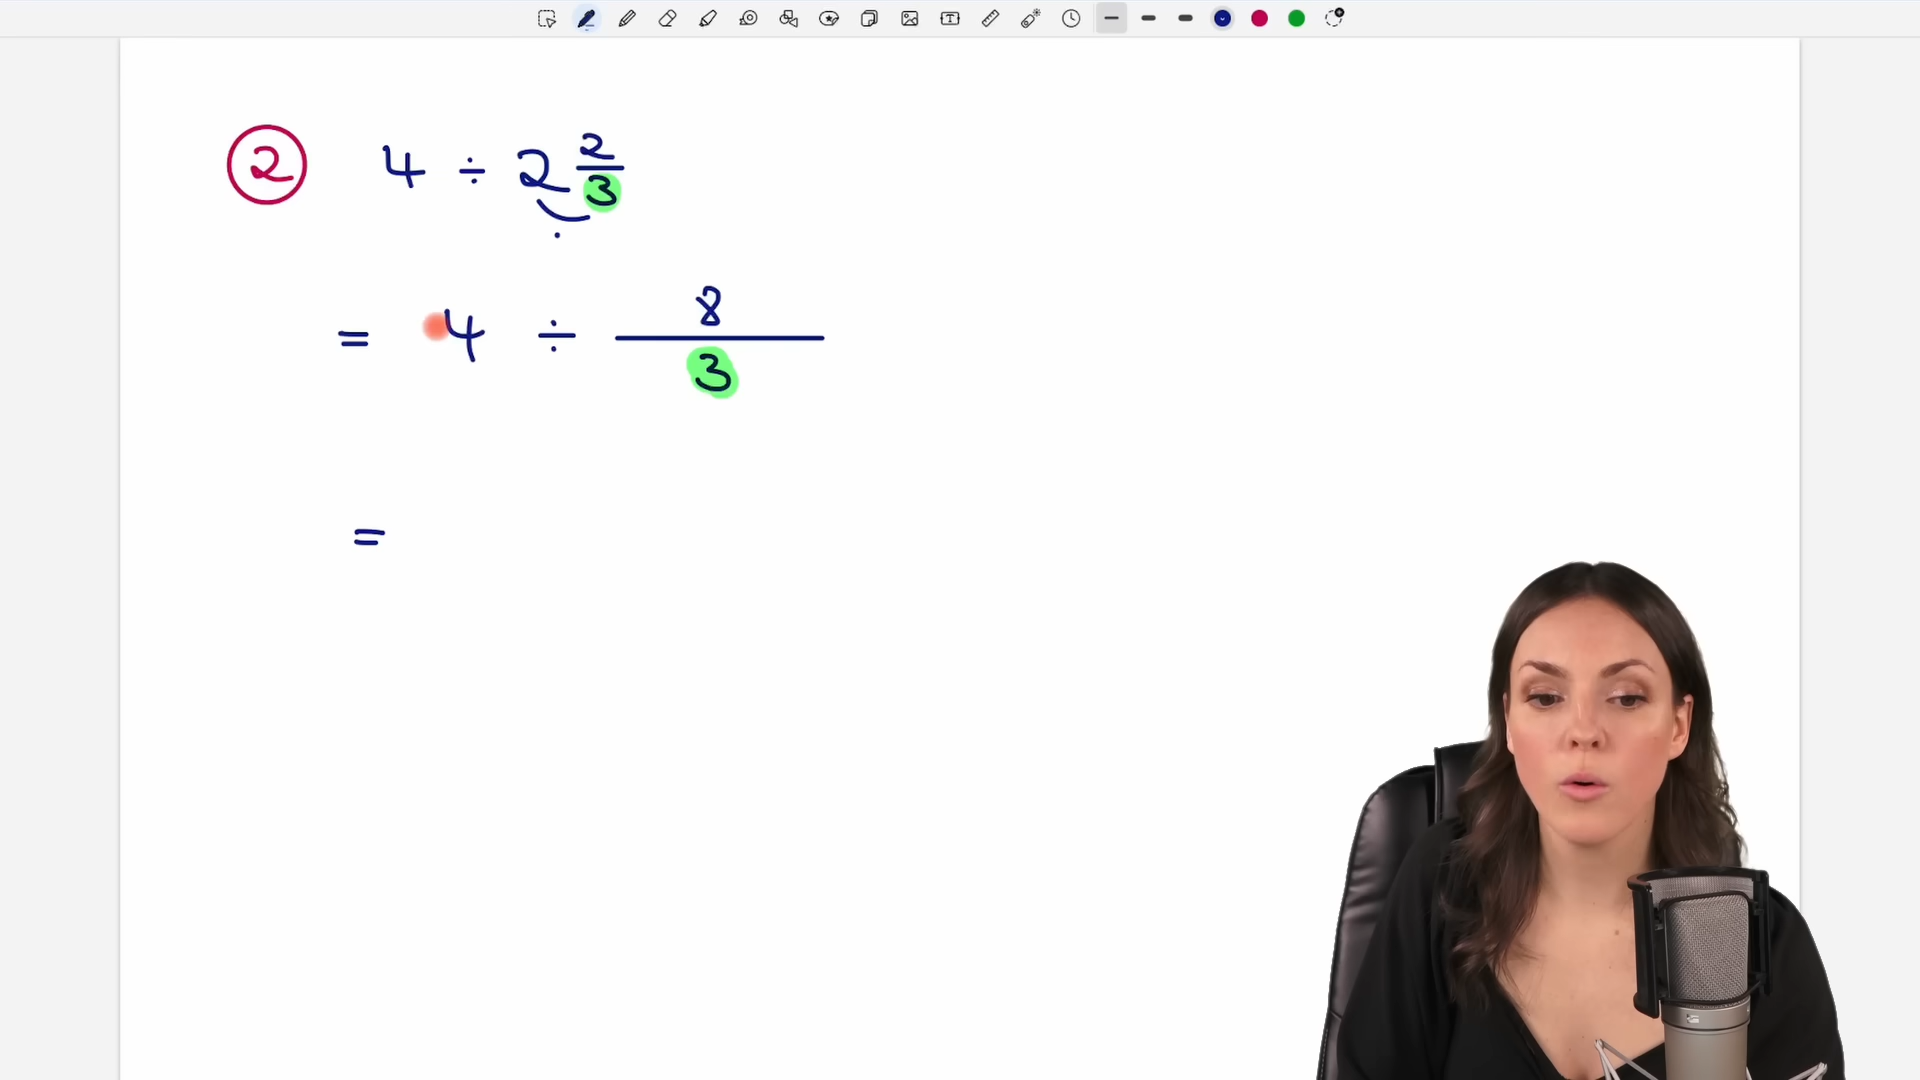 ② 4 ÷ 2 2/3
·
= 4 ÷ 8/3
=